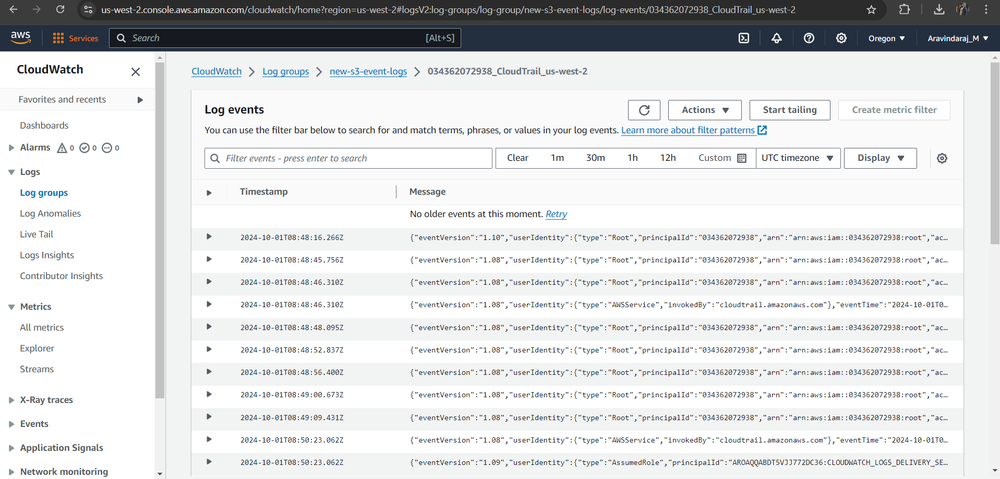 us-west-2.console.aws.amazon.com/cloudwatch/home?region=us-west-2#logsV2:log-groups/log-group/new-s3-event-logs/log-events/034362072938_CloudTrail_us-west-2
aws Services Search [Alt+S] Oregon Aravindaraj_M
CloudWatch
Favorites and recents
Dashboards
Alarms 0 0 0
Logs
Log groups
Log Anomalies
Live Tail
Logs Insights
Contributor Insights
Metrics
All metrics
Explorer
Streams
X-Ray traces
Events
Application Signals
Network monitoring
CloudWatch Log groups new-s3-event-logs 034362072938_CloudTrail_us-west-2
Log events
Actions Start tailing Create metric filter
You can use the filter bar below to search for and match terms, phrases, or values in your log events. Learn more about filter patterns
Filter events - press enter to search Clear 1m 30m 1h 12h Custom UTC timezone Display
Timestamp Message
No older events at this moment. Retry
2024-10-01T08:48:16.266Z {"eventVersion":"1.10","userIdentity":{"type":"Root","principalId":"034362072938","arn":"arn:aws:iam::034362072938:root","ac…
2024-10-01T08:48:45.756Z {"eventVersion":"1.08","userIdentity":{"type":"Root","principalId":"034362072938","arn":"arn:aws:iam::034362072938:root","ac…
2024-10-01T08:48:46.310Z {"eventVersion":"1.08","userIdentity":{"type":"Root","principalId":"034362072938","arn":"arn:aws:iam::034362072938:root","ac…
2024-10-01T08:48:46.310Z {"eventVersion":"1.08","userIdentity":{"type":"AWSService","invokedBy":"cloudtrail.amazonaws.com"},"eventTime":"2024-10-01T0…
2024-10-01T08:48:48.095Z {"eventVersion":"1.08","userIdentity":{"type":"Root","principalId":"034362072938","arn":"arn:aws:iam::034362072938:root","ac…
2024-10-01T08:48:52.837Z {"eventVersion":"1.08","userIdentity":{"type":"Root","principalId":"034362072938","arn":"arn:aws:iam::034362072938:root","ac…
2024-10-01T08:48:56.400Z {"eventVersion":"1.08","userIdentity":{"type":"Root","principalId":"034362072938","arn":"arn:aws:iam::034362072938:root","ac…
2024-10-01T08:49:00.673Z {"eventVersion":"1.08","userIdentity":{"type":"Root","principalId":"034362072938","arn":"arn:aws:iam::034362072938:root","ac…
2024-10-01T08:49:09.431Z {"eventVersion":"1.08","userIdentity":{"type":"Root","principalId":"034362072938","arn":"arn:aws:iam::034362072938:root","ac…
2024-10-01T08:50:23.062Z {"eventVersion":"1.08","userIdentity":{"type":"AWSService","invokedBy":"cloudtrail.amazonaws.com"},"eventTime":"2024-10-01T0…
2024-10-01T08:50:23.062Z {"eventVersion":"1.09","userIdentity":{"type":"AssumedRole","principalId":"AROAQQABDT5VJJ772DC36:CLOUDWATCH_LOGS_DELIVERY_SE…